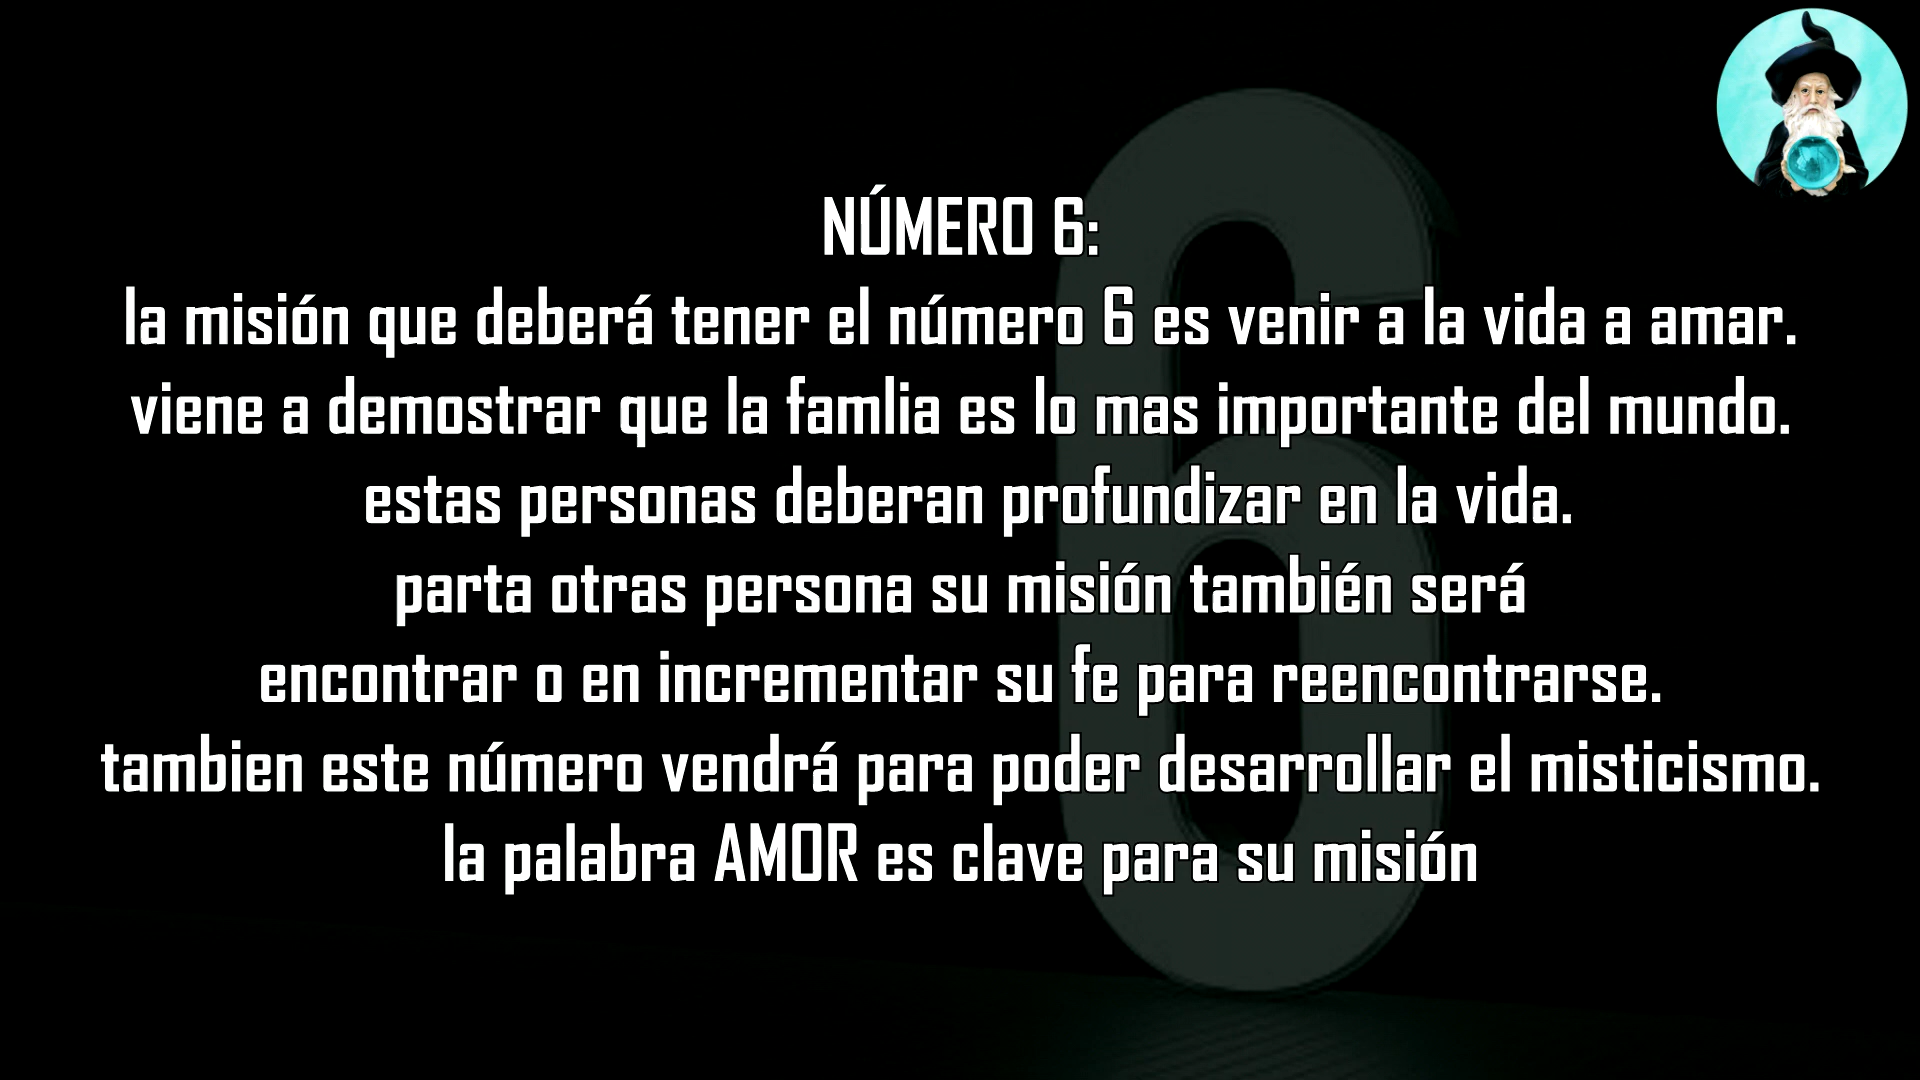 NÚMERO 6:
la misión que deberá tener el número 6 es venir a la vida a amar.
viene a demostrar que la famlia es lo mas importante del mundo.
estas personas deberan profundizar en la vida.
parta otras persona su misión también será
encontrar o en incrementar su fe para reencontrarse.
tambien este número vendrá para poder desarrollar el misticismo.
la palabra AMOR es clave para su misión
6